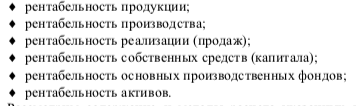 ♦ рентабельность продукции;
♦ рентабельность производства;
♦ рентабельность реализации (продаж);
♦ рентабельность собственных средств (капитала);
♦ рентабельность основных производственных фондов;
♦ рентабельность активов.